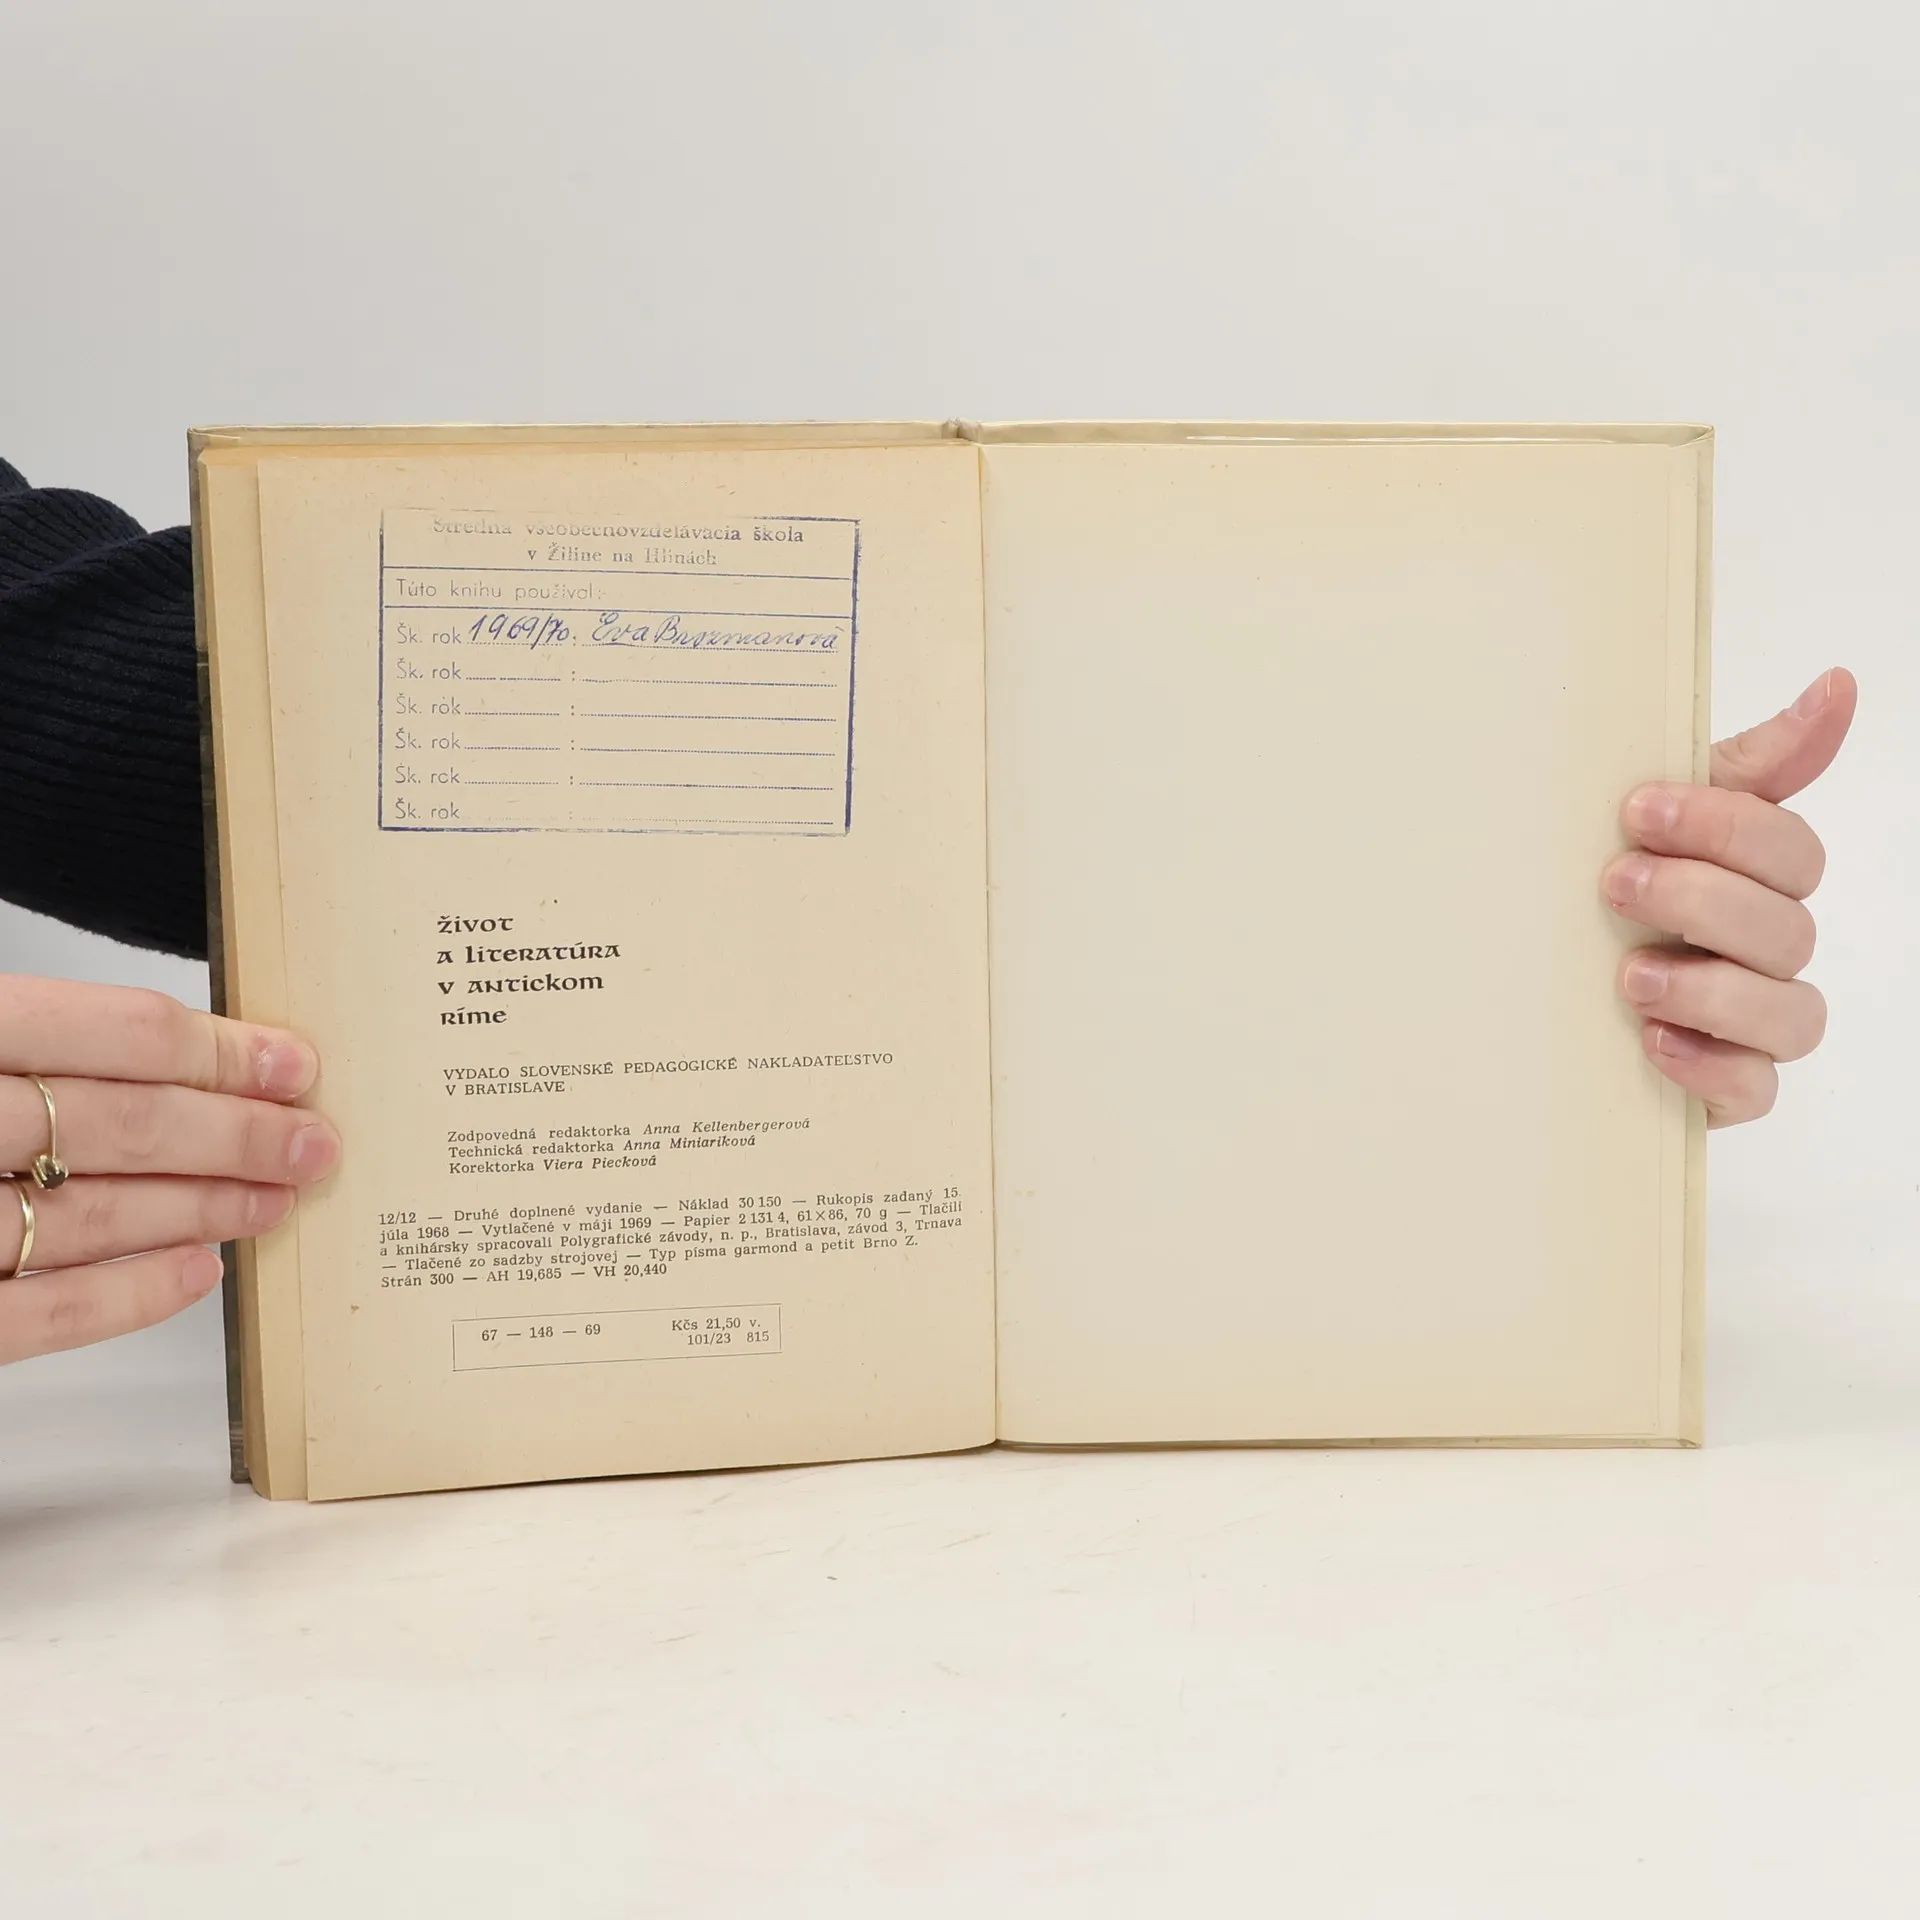 Stredná všeobecnovzdelávacia škola
v Žiline na Hlinách
Túto knihu používal:
Šk. rok 1969/70 : Eva Brozmanová
Šk. rok :
Šk. rok :
Šk. rok :
Šk. rok :
Šk. rok :
život
a literatúra
v antickom
ríme
VYDALO SLOVENSKÉ PEDAGOGICKÉ NAKLADATEĽSTVO
V BRATISLAVE
Zodpovedná redaktorka Anna Kellenbergerová
Technická redaktorka Anna Miniariková
Korektorka Viera Piecková
12/12 — Druhé doplnené vydanie — Náklad 30 150 — Rukopis zadaný 15.
júla 1968 — Vytlačené v máji 1969 — Papier 2 131 4, 61×86, 70 g — Tlačili
a knihársky spracovali Polygrafické závody, n. p., Bratislava, závod 3, Trnava
— Tlačené zo sadzby strojovej — Typ písma garmond a petit Brno Z.
Strán 300 — AH 19,685 — VH 20,440
67 — 148 — 69 Kčs 21,50 v.
101/23 815